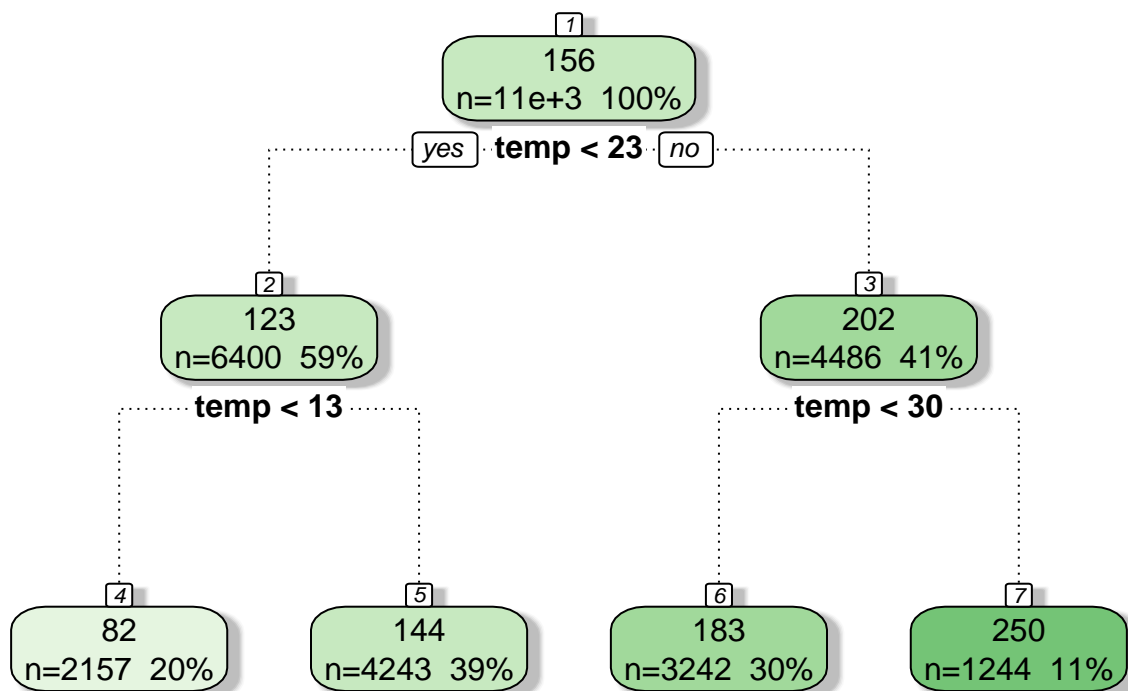 1
156
n=11e+3 100%
yes temp < 23 no
2
123
n=6400 59%
3
202
n=4486 41%
temp < 13
temp < 30
4
82
n=2157 20%
5
144
n=4243 39%
6
183
n=3242 30%
7
250
n=1244 11%